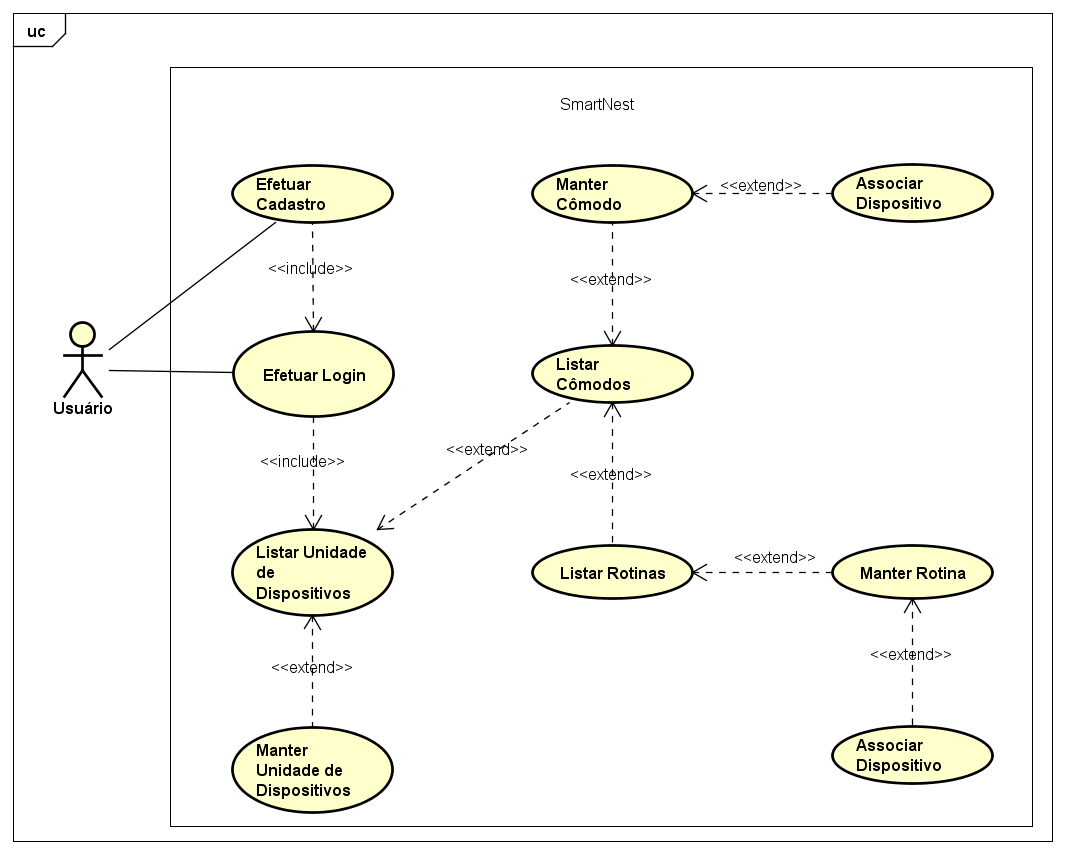 uc
SmartNest
Efetuar
Cadastro
Manter
Cômodo
<<extend>>
Associar
Dispositivo
<<include>>
<<extend>>
Usuário
Efetuar Login
Listar
Cômodos
<<include>>
<<extend>>
<<extend>>
Listar Unidade
de
Dispositivos
Listar Rotinas
<<extend>>
Manter Rotina
<<extend>>
<<extend>>
Manter
Unidade de
Dispositivos
Associar
Dispositivo